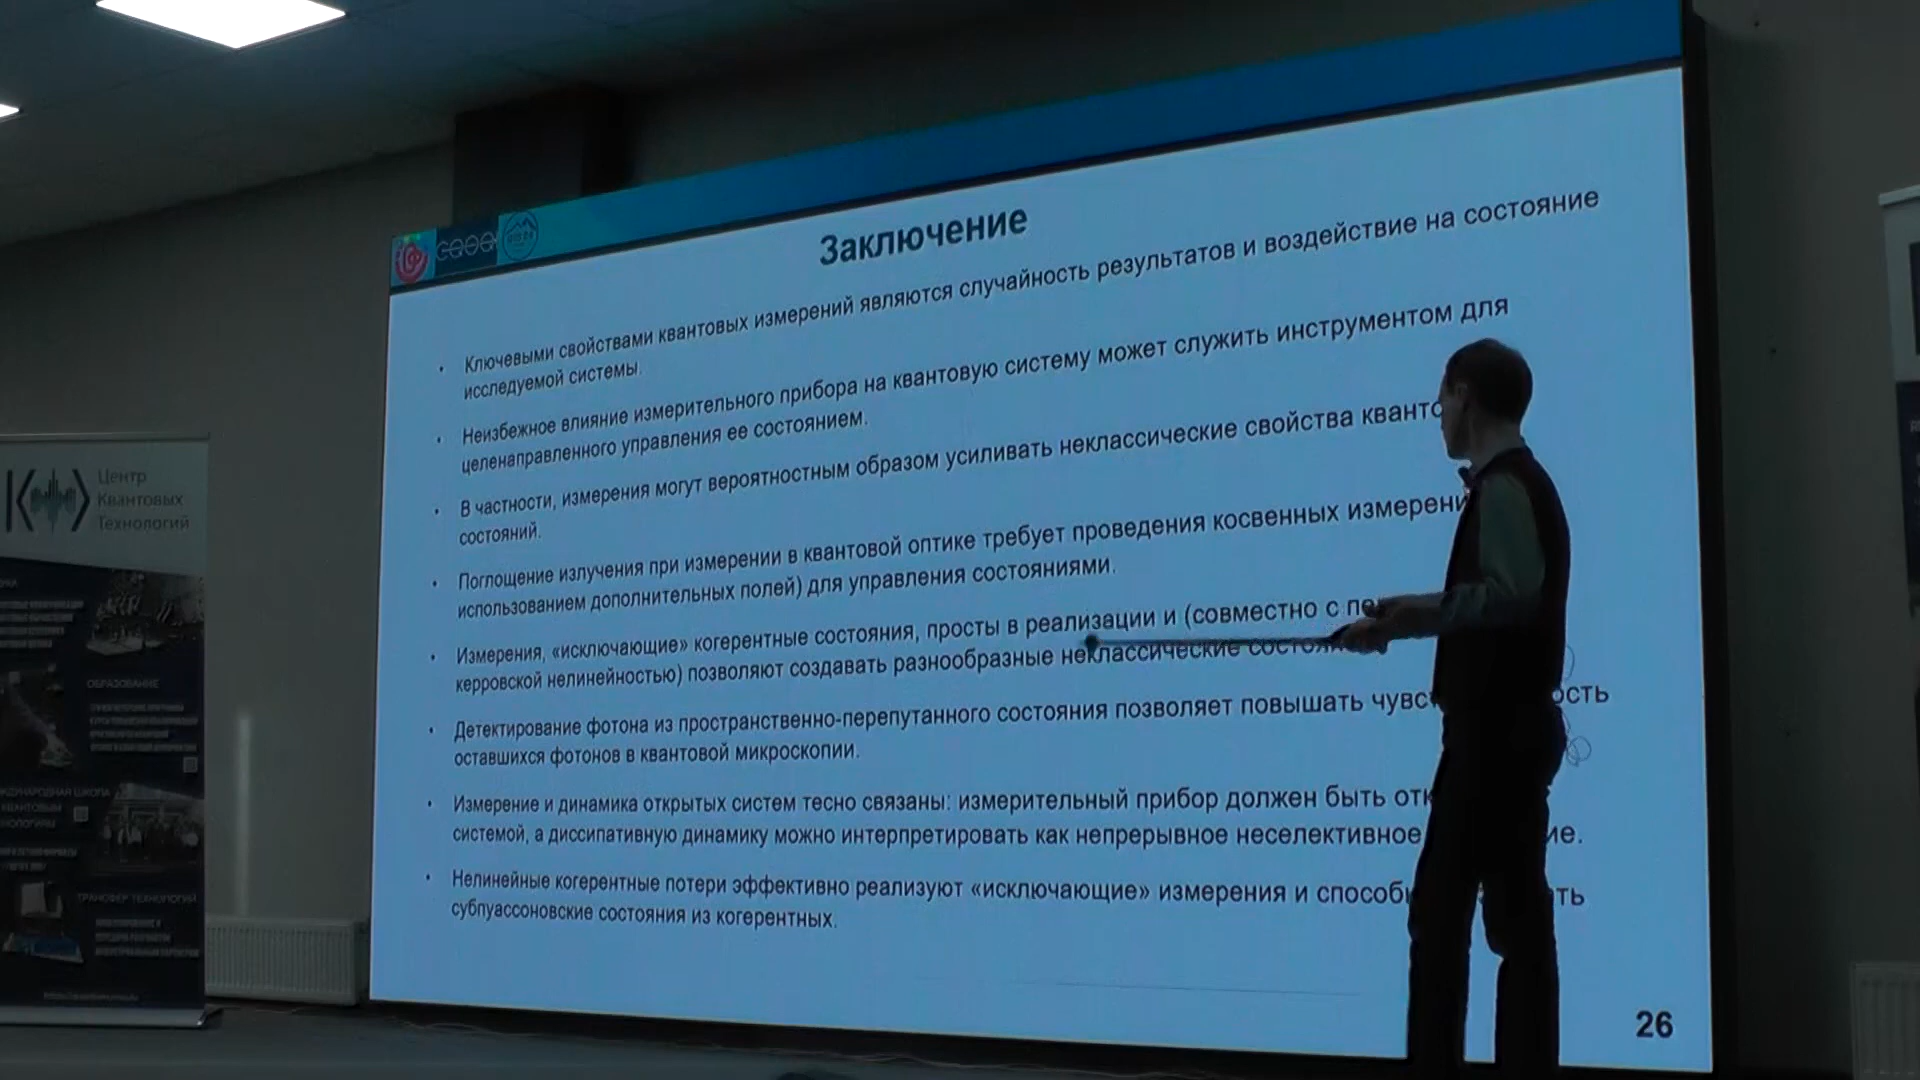 Заключение
• Ключевыми свойствами квантовых измерений являются случайность результатов и воздействие на состояние
исследуемой системы.
• Неизбежное влияние измерительного прибора на квантовую систему может служить инструментом для
целенаправленного управления ее состоянием.
• В частности, измерения могут вероятностным образом усиливать неклассические свойства
состояний.
• Поглощение излучения при измерении в квантовой оптике требует проведения косвенных
использованием дополнительных полей) для управления состояниями.
• Измерения, «исключающие» когерентные состояния, просты в реализации и (совместно с
керровской нелинейностью) позволяют создавать разнообразные неклассические
• Детектирование фотона из пространственно-перепутанного состояния позволяет повышать
оставшихся фотонов в квантовой микроскопии.
• Измерение и динамика открытых систем тесно связаны: измерительный прибор должен быть
системой, а диссипативную динамику можно интерпретировать как непрерывное неселективное
• Нелинейные когерентные потери эффективно реализуют «исключающие» измерения и
субпуассоновские состояния из когерентных.
26
Центр
Квантовых
Технологий
ОБРАЗОВАНИЕ
ТРАНСФЕР ТЕХНОЛОГИЙ